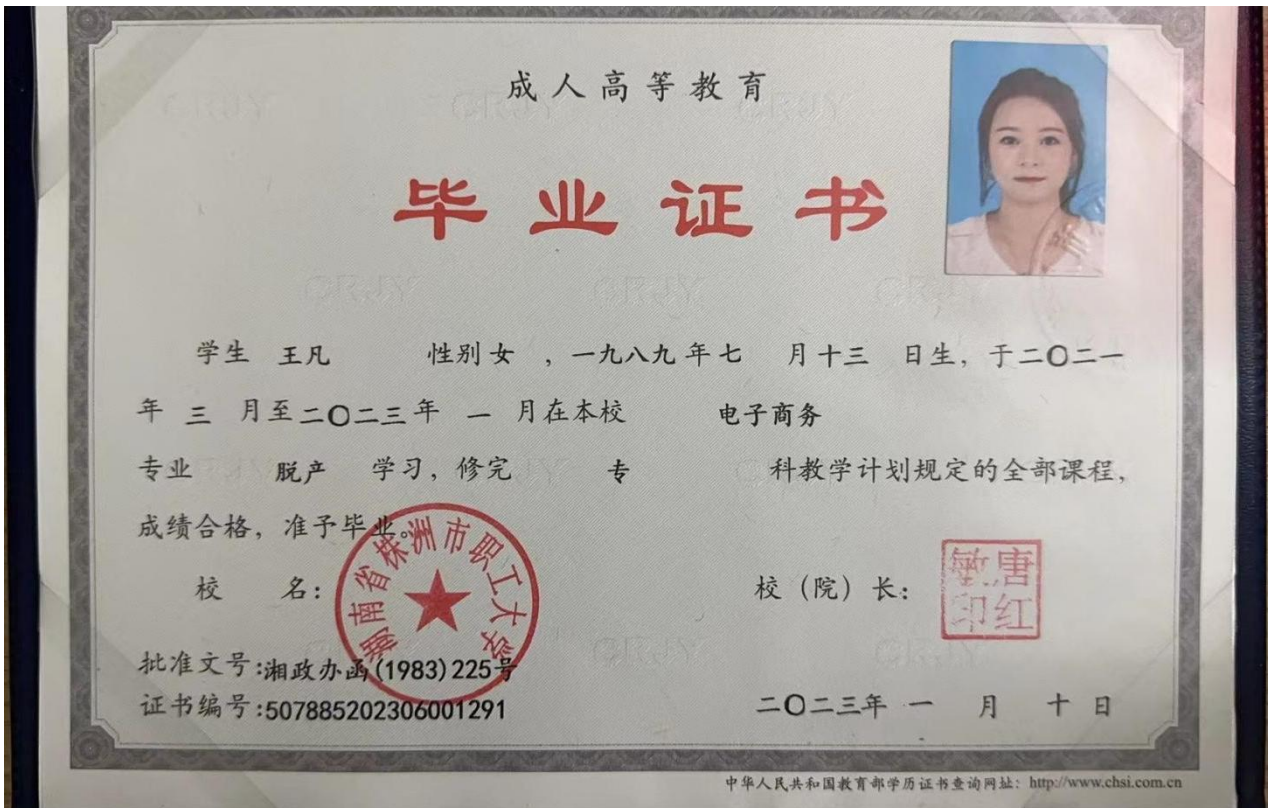 成人高等教育
毕业证书
学生 王凡 性别 女 ，一九八九 年 七 月 十三 日生，于二〇二一
年 三 月至二〇二三年 一 月在本校 电子商务
专业 脱产 学习，修完 专 科教学计划规定的全部课程，
成绩合格，准予毕业。
校 名：
湖南省株洲市职工大学
校（院）长：
唐红敏印
批准文号：湘政办函(1983)225号
证书编号：507885202306001291
二〇二三年 一 月 十 日
中华人民共和国教育部学历证书查询网址：http://www.chsi.com.cn